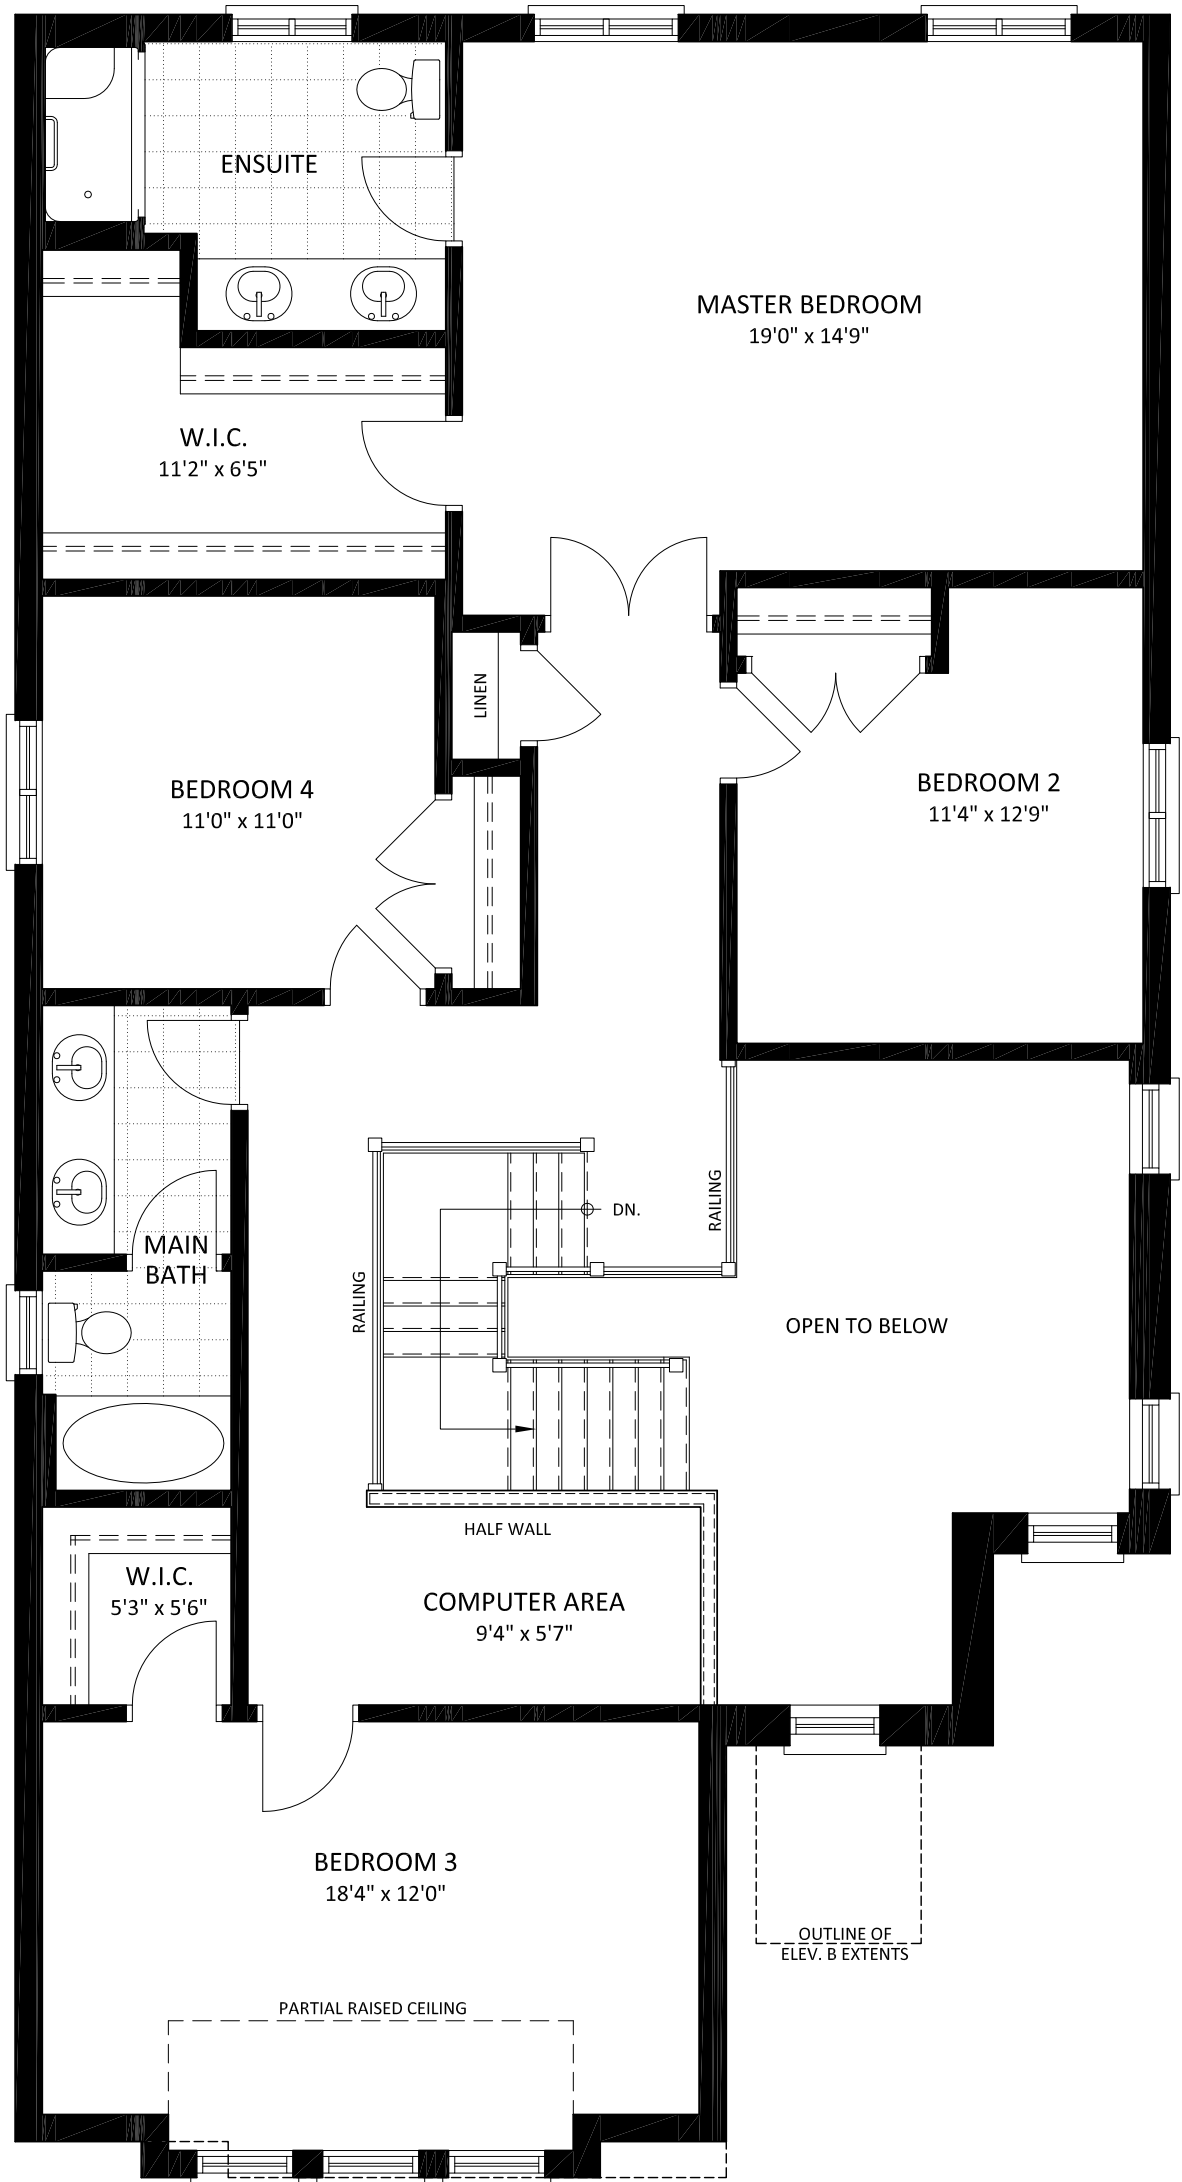 ENSUITE
MASTER BEDROOM
19'0" x 14'9"
W.I.C.
11'2" x 6'5"
LINEN
BEDROOM 4
11'0" x 11'0"
BEDROOM 2
11'4" x 12'9"
DN.
RAILING
MAIN
BATH
RAILING
OPEN TO BELOW
HALF WALL
W.I.C.
5'3" x 5'6"
COMPUTER AREA
9'4" x 5'7"
BEDROOM 3
18'4" x 12'0"
OUTLINE OF
ELEV. B EXTENTS
PARTIAL RAISED CEILING